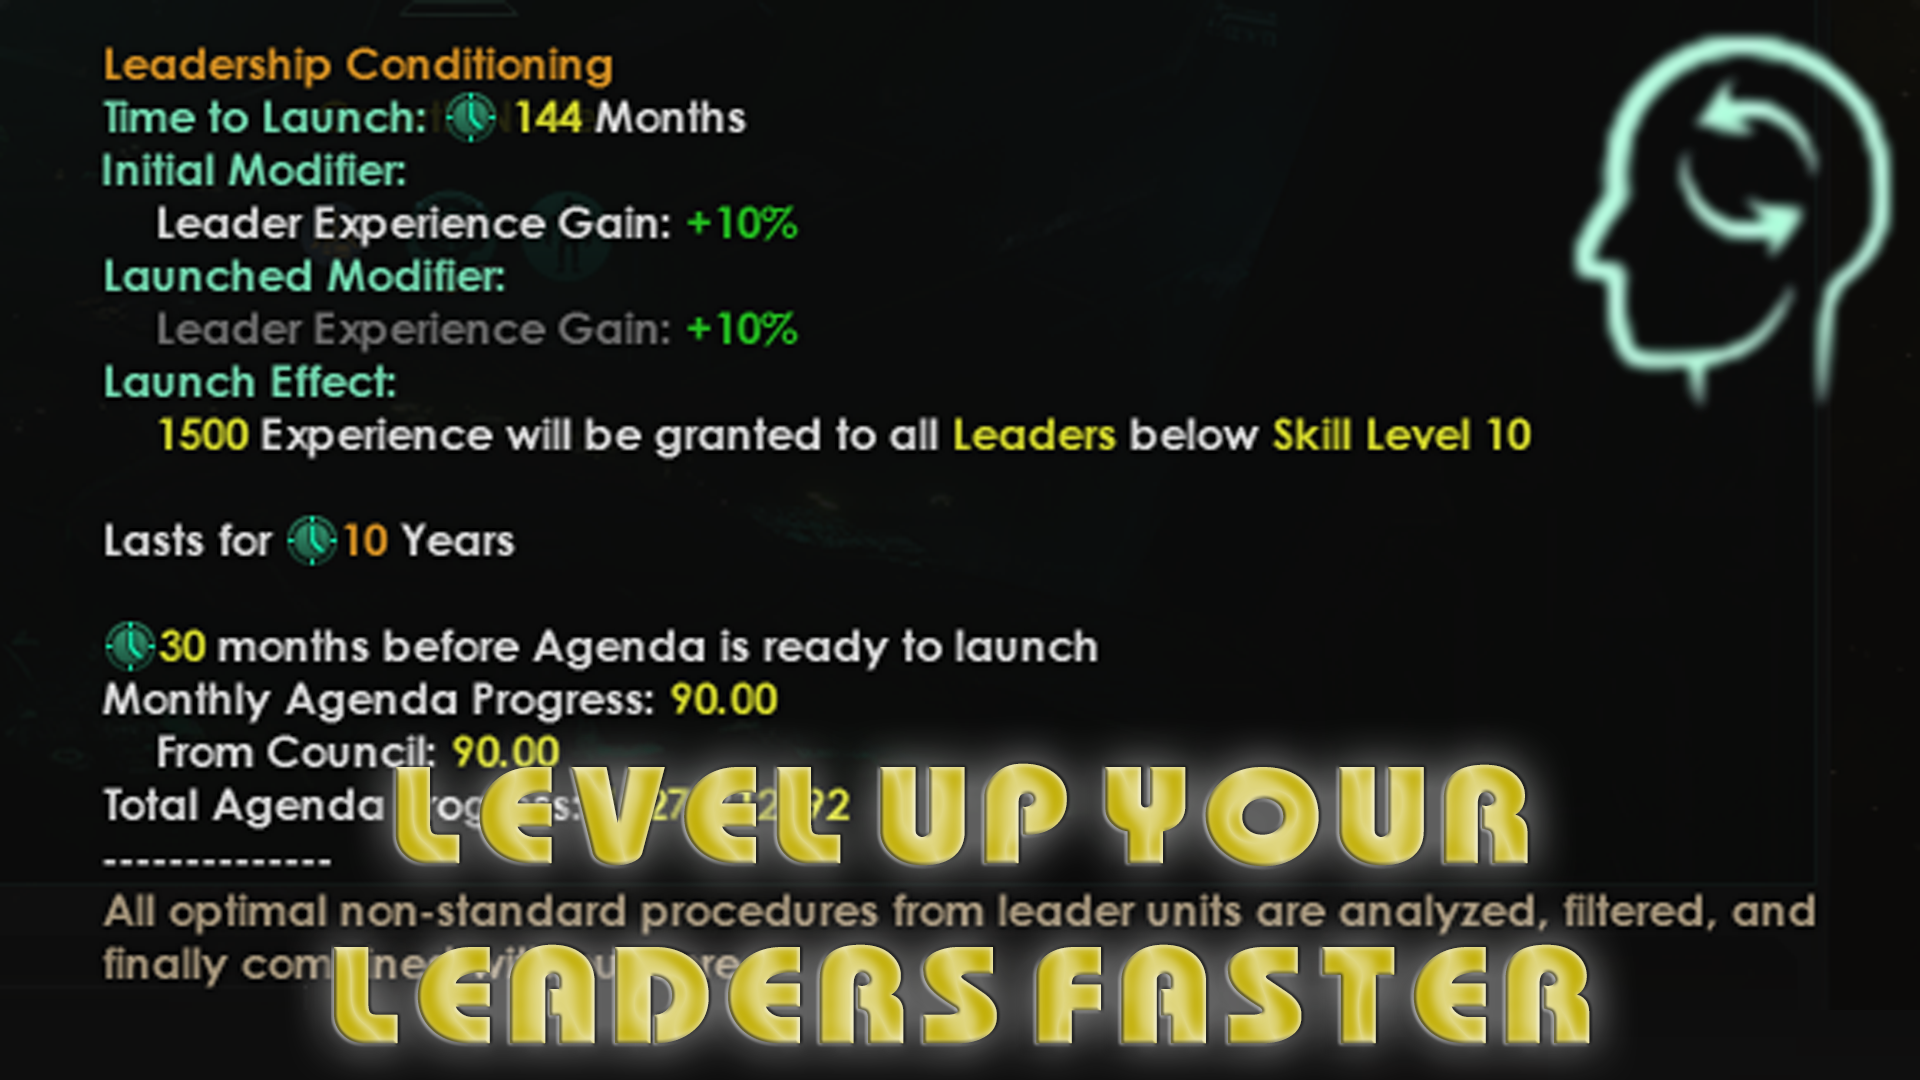 Leadership Conditioning
Time to Launch: 144 Months
Initial Modifier:
Leader Experience Gain: +10%
Launched Modifier:
Leader Experience Gain: +10%
Launch Effect:
1500 Experience will be granted to all Leaders below Skill Level 10
Lasts for 10 Years
30 months before Agenda is ready to launch
Monthly Agenda Progress: 90.00
From Council: 90.00
Total Agenda
--------------
All optimal non-standard procedures from leader units are analyzed, filtered, and
finally
LEVEL UP YOUR
LEADERS FASTER